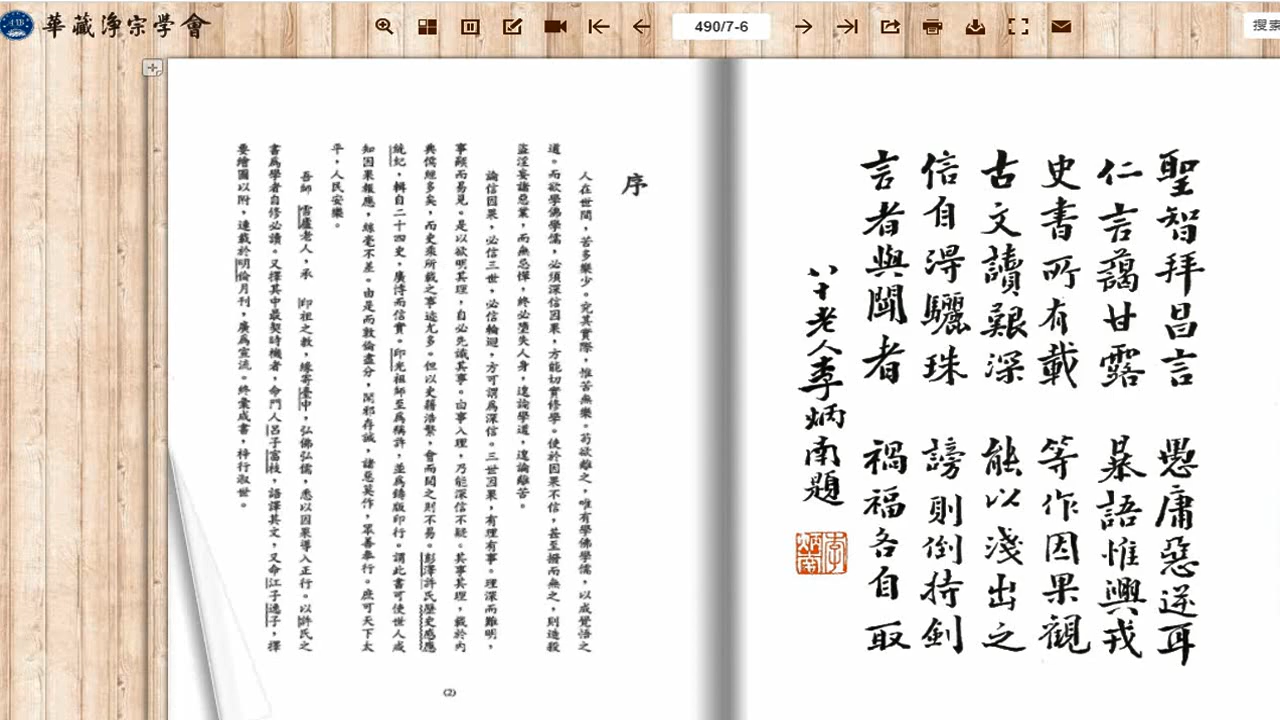 華藏淨宗學會
490/7-6
搜索
聖智拜昌言 愚庸惡逆耳
仁言藹甘露 暴語惟興戎
史書所有載 等作因果觀
古文讀艱深 能以淺出之
信自得驪珠 謗則倒持劍
言者與聞者 禍福各自取
八十老人李炳南題
李炳南
序
人在世間，苦多樂少。究其實際，惟苦無樂。苟欲離之，唯有學佛學儒，以成覺悟之
道。而欲學佛學儒，必須深信因果，方能切實修學。使於因果不信，甚至撥而無之，則造殺
盜淫妄諸惡業，而無忌憚，終必墮失人身，遑論學道，遑論離苦。
論信因果，必信三世，必信輪迴，方可謂為深信。三世因果，有理有事。理深而難明，
事顯而易見。是以欲明其理，自必先識其事。由事入理，乃能深信不疑。其事其理，載於內
典儒經多矣，而史乘所載之事迹尤多。但以史籍浩繁，會而閱之則不易。彭澤許氏歷史感應
統紀，輯自二十四史，廣博而信實。印光祖師至為稱許，並為鑄版印行。謂此書可使世人咸
知因果報應，絲毫不差。由是而敦倫盡分，閑邪存誠，諸惡莫作，眾善奉行。庶可天下太
平，人民安樂。
吾師 雪廬老人，承 印祖之教，緣寄臺中，弘佛弘儒，悉以因果導入正行。以許氏之
書為學者自修必讀。又擇其中最契時機者，命門人呂子富枝，語譯其文，又命江子逸子，擇
要繪圖以附，連載於明倫月刊，廣為宣流。終彙成書，梓行淑世。
(2)